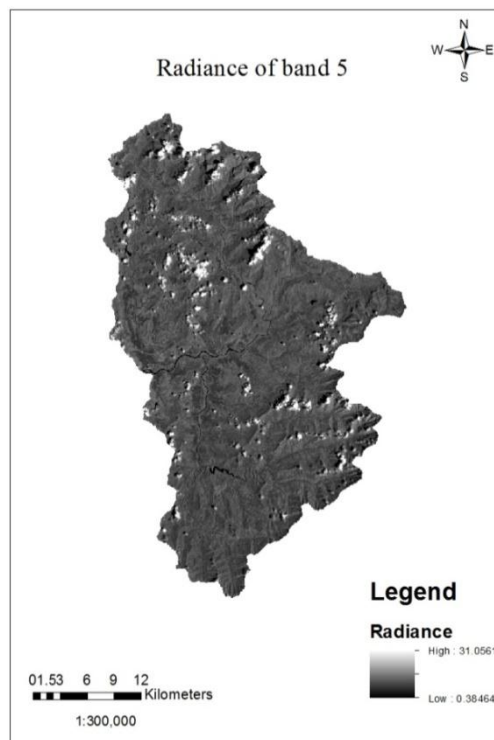 N
W E
S
Radiance of band 5
Legend
Radiance
High : 31.0561
Low : 0.38464
01.53 6 9 12
Kilometers
1:300,000